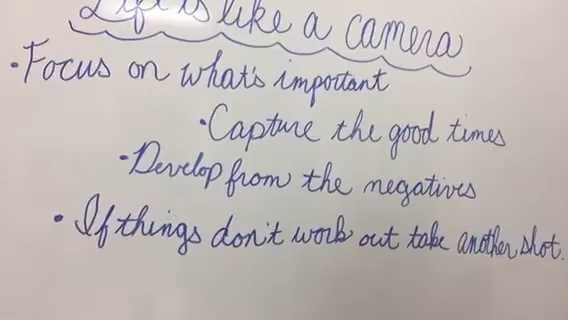 Life is like a camera
•Focus on what's important
•Capture the good times
•Develop from the negatives
•If things don't work out take another shot.